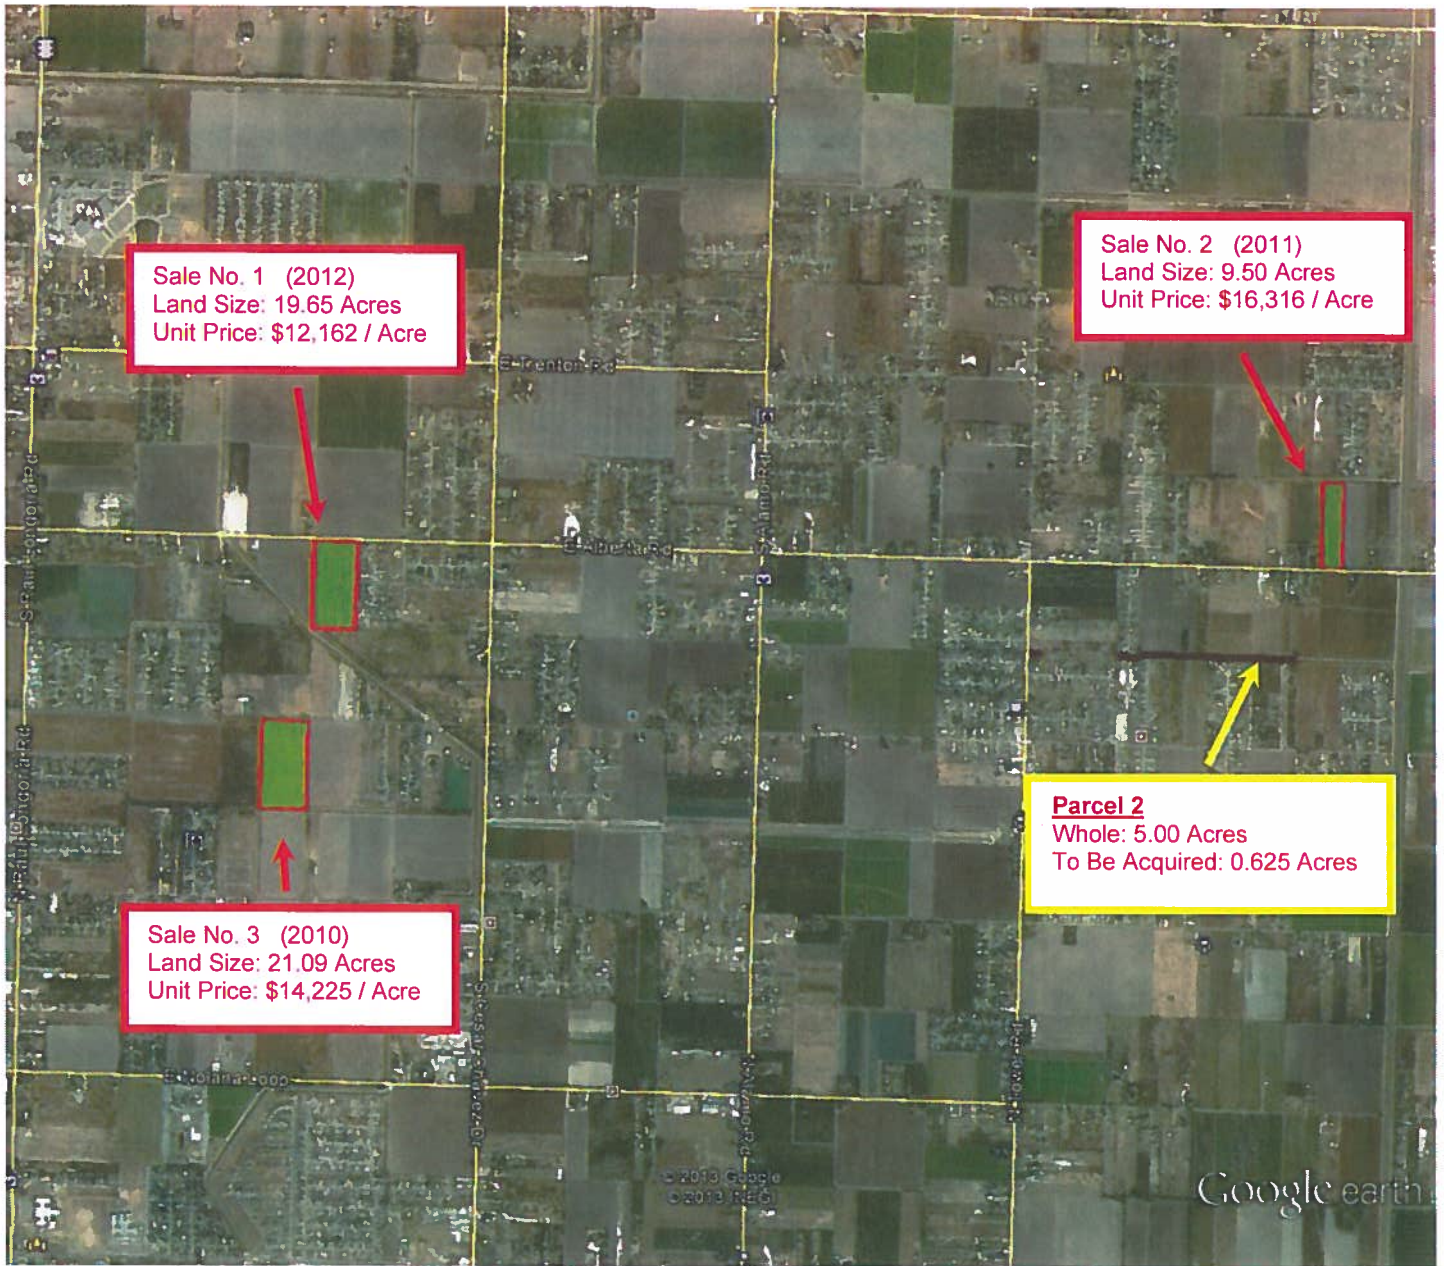 Sale No. 1 (2012)
Land Size: 19.65 Acres
Unit Price: $12,162 / Acre
Sale No. 2 (2011)
Land Size: 9.50 Acres
Unit Price: $16,316 / Acre
E Trenton Rd
E Alberta Rd
S Alamo Rd
Parcel 2
Whole: 5.00 Acres
To Be Acquired: 0.625 Acres
Sale No. 3 (2010)
Land Size: 21.09 Acres
Unit Price: $14,225 / Acre
E Nolana Loop
© 2013 Google
© 2013 INEGI
Google earth